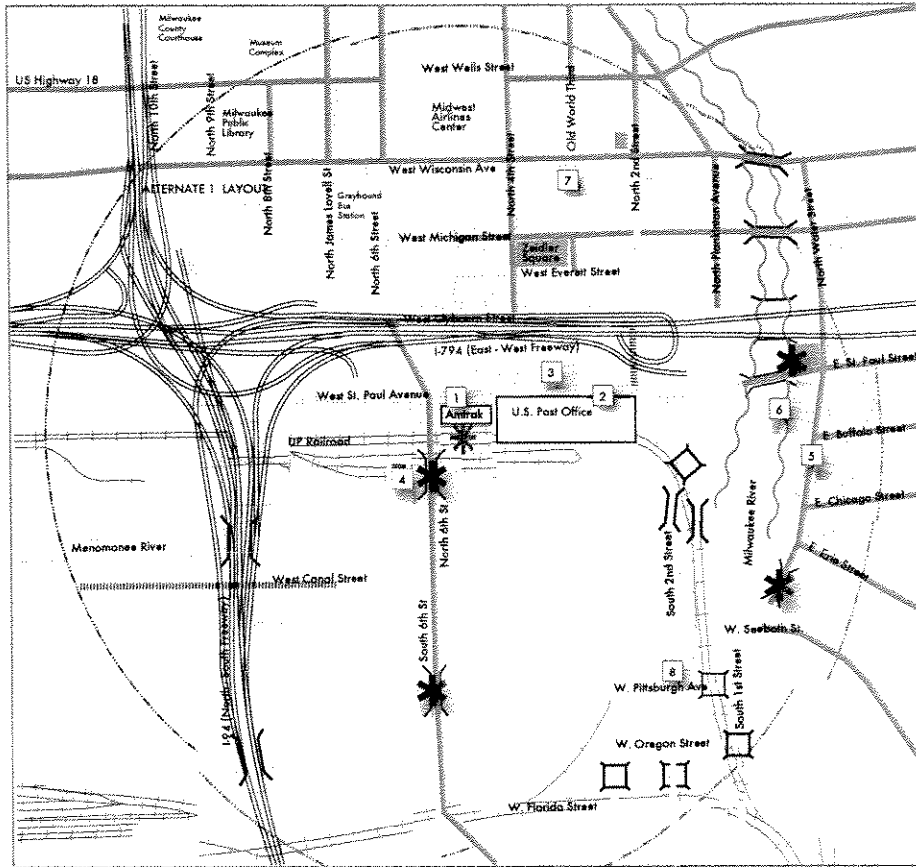 Milwaukee
County
Courthouse
Museum
Complex
US Highway 18
North 10th Street
North 9th Street
Milwaukee
Public
Library
West Wells Street
Midwest
Airlines
Center
Old World Third
North 2nd Street
North 4th Street
West Wisconsin Ave
7
ALTERNATE 1 LAYOUT
North 8th Street
North James Lovell St
Greyhound
Bus
Station
North 6th Street
West Michigan Street
Zeidler
Square
West Everett Street
North Plankinton Avenue
North Water Street
West Clybourn Street
I-794 (East - West Freeway)
E. St. Paul Street
3
West St. Paul Avenue
1
2
Amtrak
U.S. Post Office
6
UP Railroad
E. Buffalo Street
5
4
E. Chicago Street
North 6th St
Milwaukee River
Menomonee River
South 2nd Street
E. Erie Street
West Canal Street
I-94 (North - South Freeway)
South 6th St
W. Seeboth St
8
W. Pittsburgh Ave
South 1st Street
W. Oregon Street
W. Florida Street